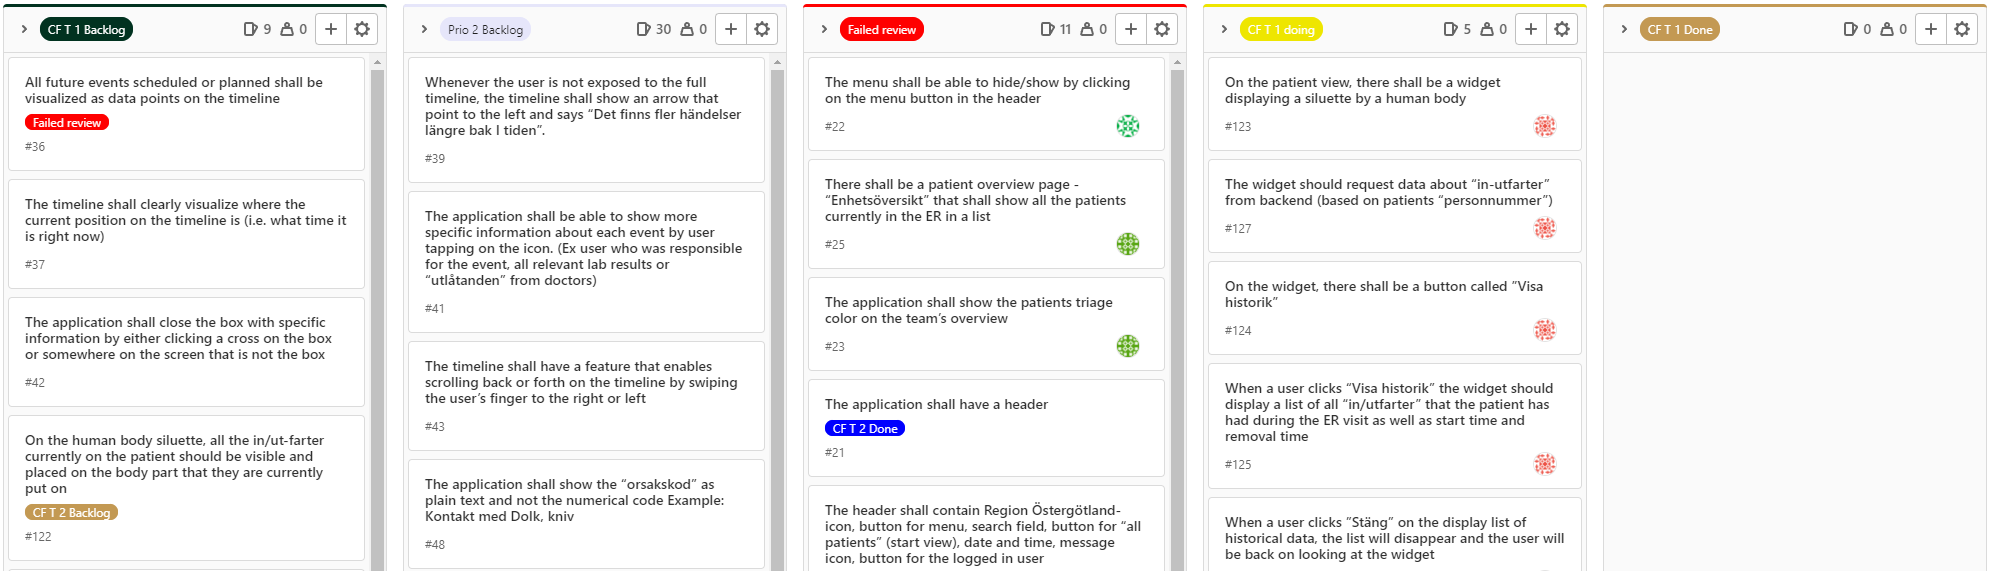 CF T 1 Backlog 9 0
All future events scheduled or planned shall be
visualized as data points on the timeline
Failed review
#36
The timeline shall clearly visualize where the
current position on the timeline is (i.e. what time it
is right now)
#37
The application shall close the box with specific
information by either clicking a cross on the box
or somewhere on the screen that is not the box
#42
On the human body siluette, all the in/ut-farter
currently on the patient should be visible and
placed on the body part that they are currently
put on
CF T 2 Backlog
#122
Prio 2 Backlog 30 0
Whenever the user is not exposed to the full
timeline, the timeline shall show an arrow that
point to the left and says “Det finns fler händelser
längre bak I tiden”.
#39
The application shall be able to show more
specific information about each event by user
tapping on the icon. (Ex user who was responsible
for the event, all relevant lab results or
“utlåtanden” from doctors)
#41
The timeline shall have a feature that enables
scrolling back or forth on the timeline by swiping
the user’s finger to the right or left
#43
The application shall show the “orsakskod” as
plain text and not the numerical code Example:
Kontakt med Dolk, kniv
#48
Failed review 11 0
The menu shall be able to hide/show by clicking
on the menu button in the header
#22
There shall be a patient overview page -
“Enhetsöversikt” that shall show all the patients
currently in the ER in a list
#25
The application shall show the patients triage
color on the team’s overview
#23
The application shall have a header
CF T 2 Done
#21
The header shall contain Region Östergötland-
icon, button for menu, search field, button for “all
patients” (start view), date and time, message
icon, button for the logged in user
CF T 1 doing 5 0
On the patient view, there shall be a widget
displaying a siluette by a human body
#123
The widget should request data about “in-utfarter”
from backend (based on patients “personnummer”)
#127
On the widget, there shall be a button called ”Visa
historik”
#124
When a user clicks “Visa historik” the widget should
display a list of all “in/utfarter” that the patient has
had during the ER visit as well as start time and
removal time
#125
When a user clicks “Stäng” on the display list of
historical data, the list will disappear and the user will
be back on looking at the widget
CF T 1 Done 0 0